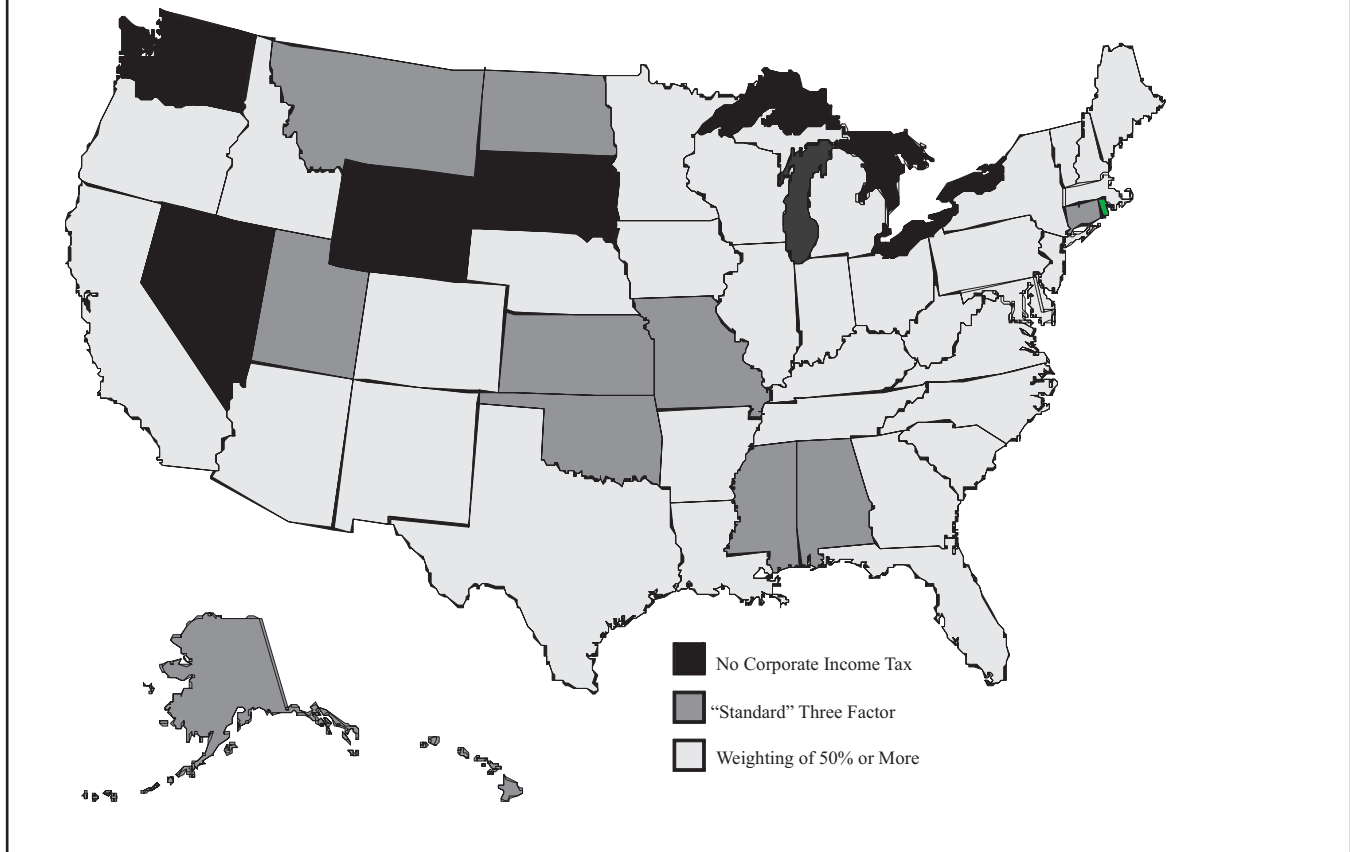 No Corporate Income Tax
“Standard” Three Factor
Weighting of 50% or More